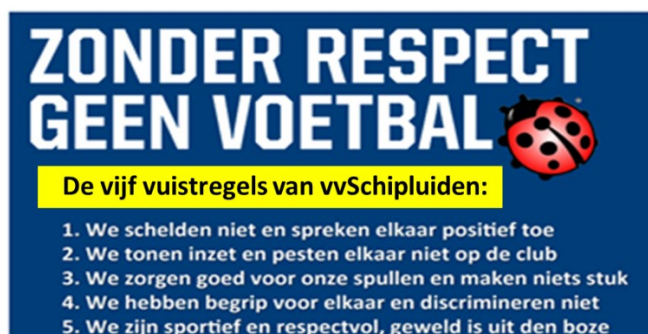 ZONDER RESPECT
GEEN VOETBAL
De vijf vuistregels van vvSchipluiden:
1. We schelden niet en spreken elkaar positief toe
2. We tonen inzet en pesten elkaar niet op de club
3. We zorgen goed voor onze spullen en maken niets stuk
4. We hebben begrip voor elkaar en discrimineren niet
5. We zijn sportief en respectvol, geweld is uit den boze